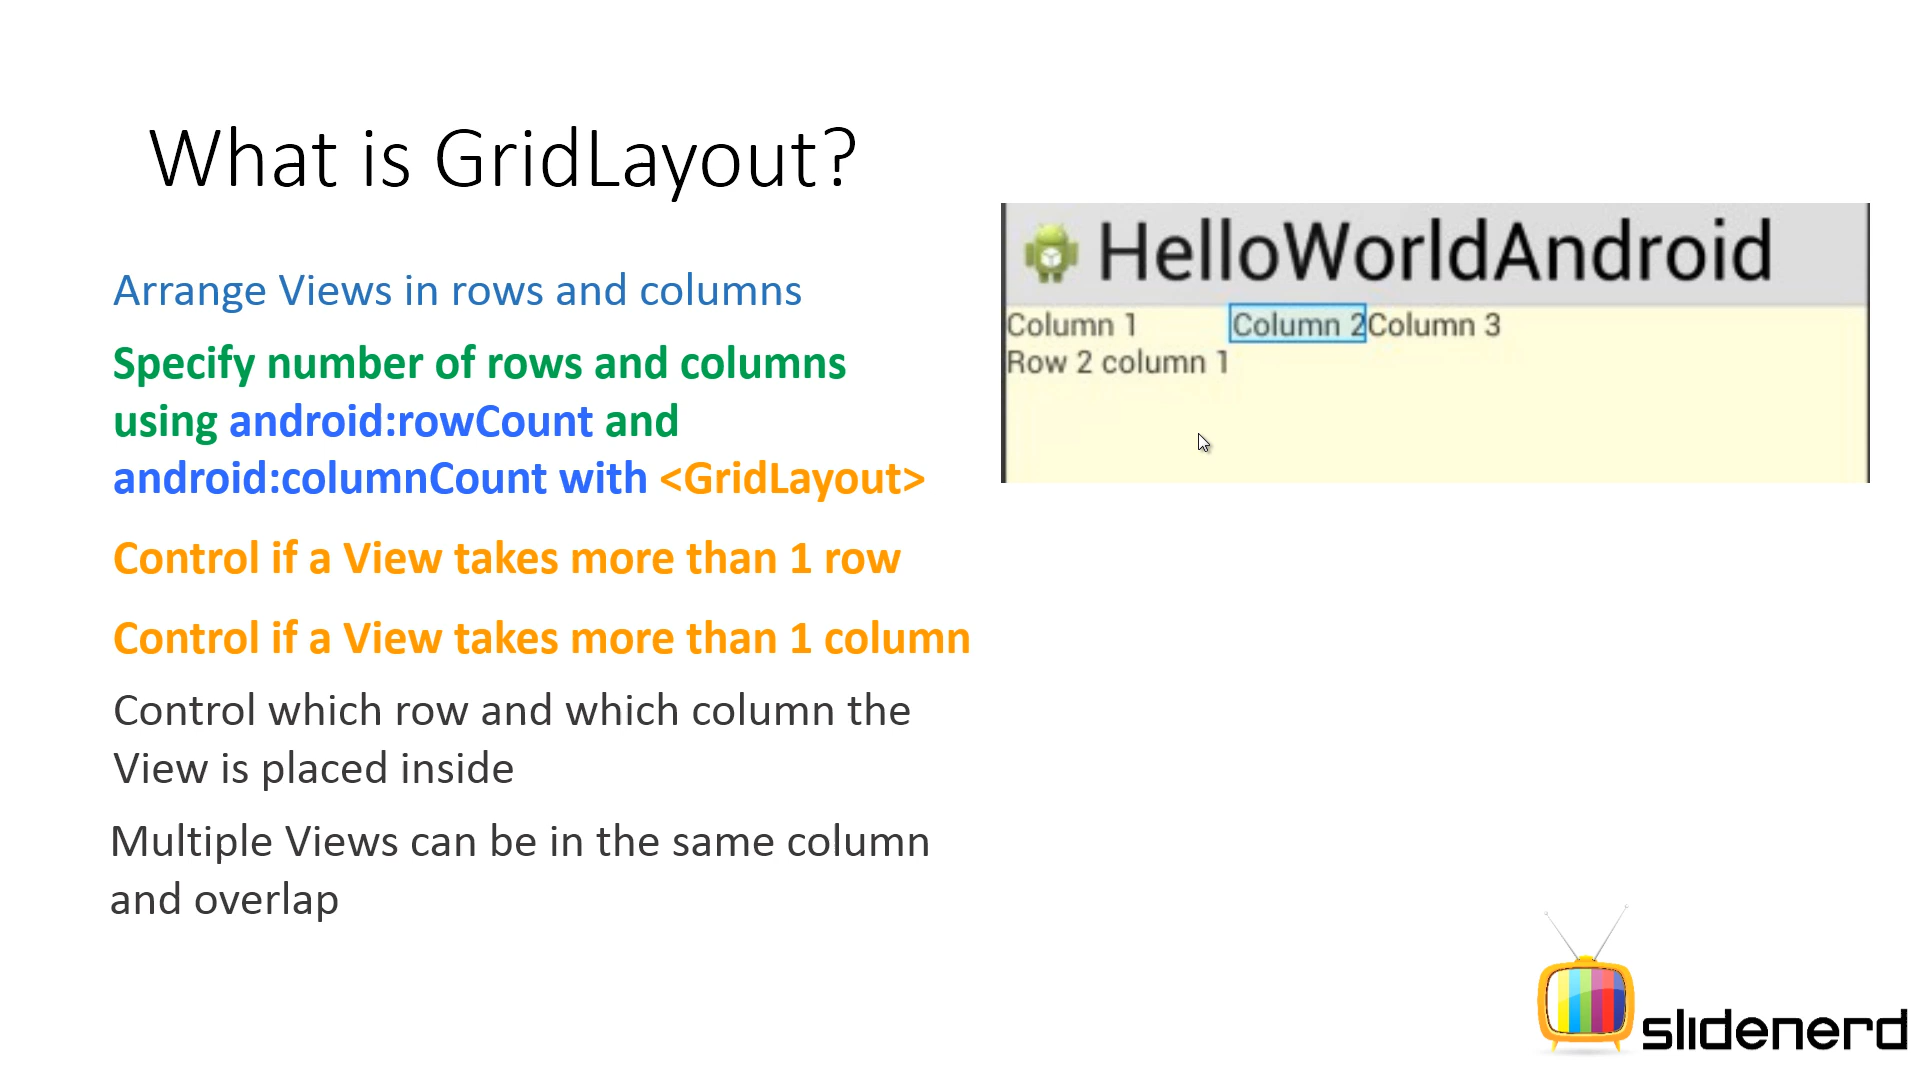 What is GridLayout?
Arrange Views in rows and columns
Specify number of rows and columns
using android:rowCount and
android:columnCount with <GridLayout>
Control if a View takes more than 1 row
Control if a View takes more than 1 column
Control which row and which column the
View is placed inside
Multiple Views can be in the same column
and overlap
HelloWorldAndroid
Column 1 Column 2 Column 3
Row 2 column 1
slidenerd